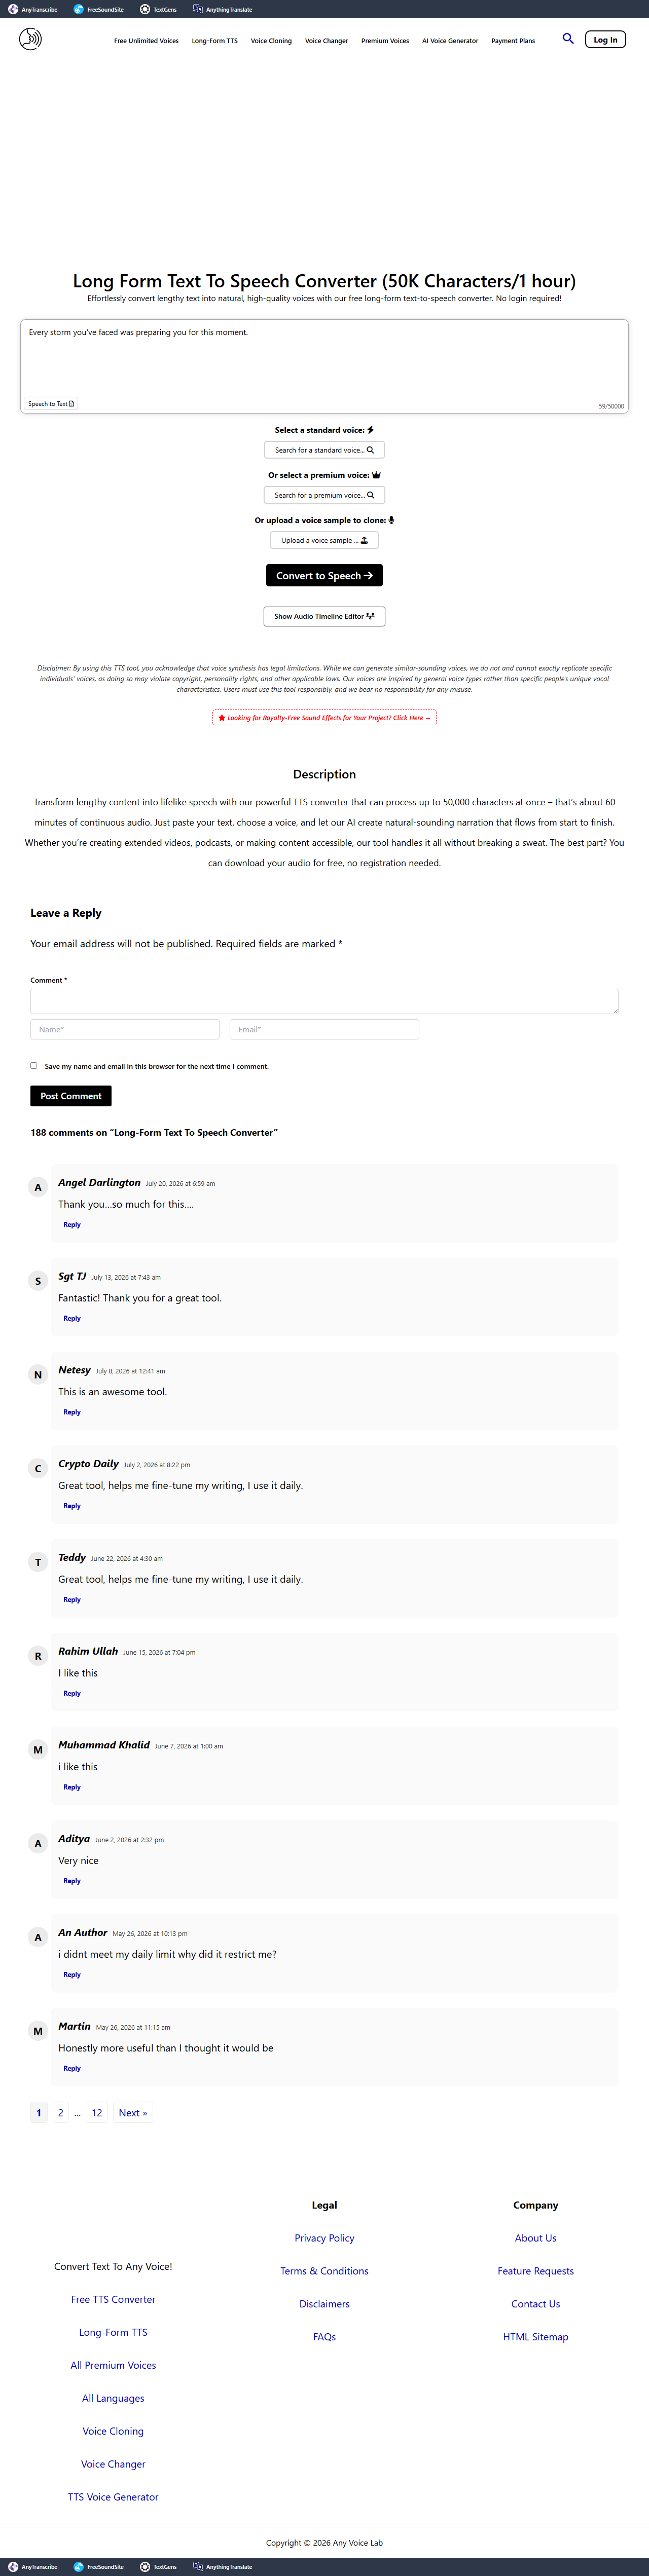 AnyTranscribe FreeSoundSite TextGens AnythingTranslate
Free Unlimited Voices Long-Form TTS Voice Cloning Voice Changer Premium Voices AI Voice Generator Payment Plans Log In
Long Form Text To Speech Converter (50K Characters/1 hour)
Effortlessly convert lengthy text into natural, high-quality voices with our free long-form text-to-speech converter. No login required!
Every storm you've faced was preparing you for this moment.
Speech to Text 59/50000
Select a standard voice:
Search for a standard voice...
Or select a premium voice:
Search for a premium voice...
Or upload a voice sample to clone:
Upload a voice sample ...
Convert to Speech →
Show Audio Timeline Editor
Disclaimer: By using this TTS tool, you acknowledge that voice synthesis has legal limitations. While we can generate similar-sounding voices, we do not and cannot exactly replicate specific
individuals' voices, as doing so may violate copyright, personality rights, and other applicable laws. Our voices are inspired by general voice types rather than specific people's unique vocal
characteristics. Users must use this tool responsibly, and we bear no responsibility for any misuse.
★ Looking for Royalty-Free Sound Effects for Your Project? Click Here →
Description
Transform lengthy content into lifelike speech with our powerful TTS converter that can process up to 50,000 characters at once – that's about 60
minutes of continuous audio. Just paste your text, choose a voice, and let our AI create natural-sounding narration that flows from start to finish.
Whether you're creating extended videos, podcasts, or making content accessible, our tool handles it all without breaking a sweat. The best part? You
can download your audio for free, no registration needed.
Leave a Reply
Your email address will not be published. Required fields are marked *
Comment *
Name* Email*
Save my name and email in this browser for the next time I comment.
Post Comment
188 comments on “Long-Form Text To Speech Converter”
A Angel Darlington July 20, 2026 at 6:59 am
Thank you...so much for this....
Reply
S Sgt TJ July 13, 2026 at 7:43 am
Fantastic! Thank you for a great tool.
Reply
N Netesy July 8, 2026 at 12:41 am
This is an awesome tool.
Reply
C Crypto Daily July 2, 2026 at 8:22 pm
Great tool, helps me fine-tune my writing, I use it daily.
Reply
T Teddy June 22, 2026 at 4:30 am
Great tool, helps me fine-tune my writing, I use it daily.
Reply
R Rahim Ullah June 15, 2026 at 7:04 pm
I like this
Reply
M Muhammad Khalid June 7, 2026 at 1:00 am
i like this
Reply
A Aditya June 2, 2026 at 2:32 pm
Very nice
Reply
A An Author May 26, 2026 at 10:13 pm
i didnt meet my daily limit why did it restrict me?
Reply
M Martin May 26, 2026 at 11:15 am
Honestly more useful than I thought it would be
Reply
1 2 … 12 Next »
Convert Text To Any Voice!
Free TTS Converter
Long-Form TTS
All Premium Voices
All Languages
Voice Cloning
Voice Changer
TTS Voice Generator
Legal
Privacy Policy
Terms & Conditions
Disclaimers
FAQs
Company
About Us
Feature Requests
Contact Us
HTML Sitemap
Copyright © 2026 Any Voice Lab
AnyTranscribe FreeSoundSite TextGens AnythingTranslate